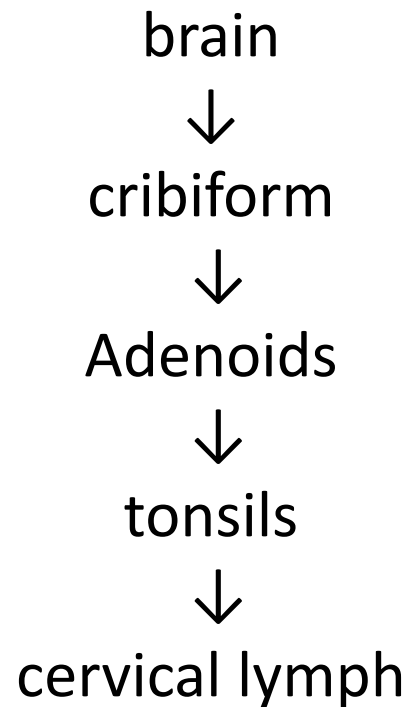 brain
↓
cribiform
↓
Adenoids
↓
tonsils
↓
cervical lymph